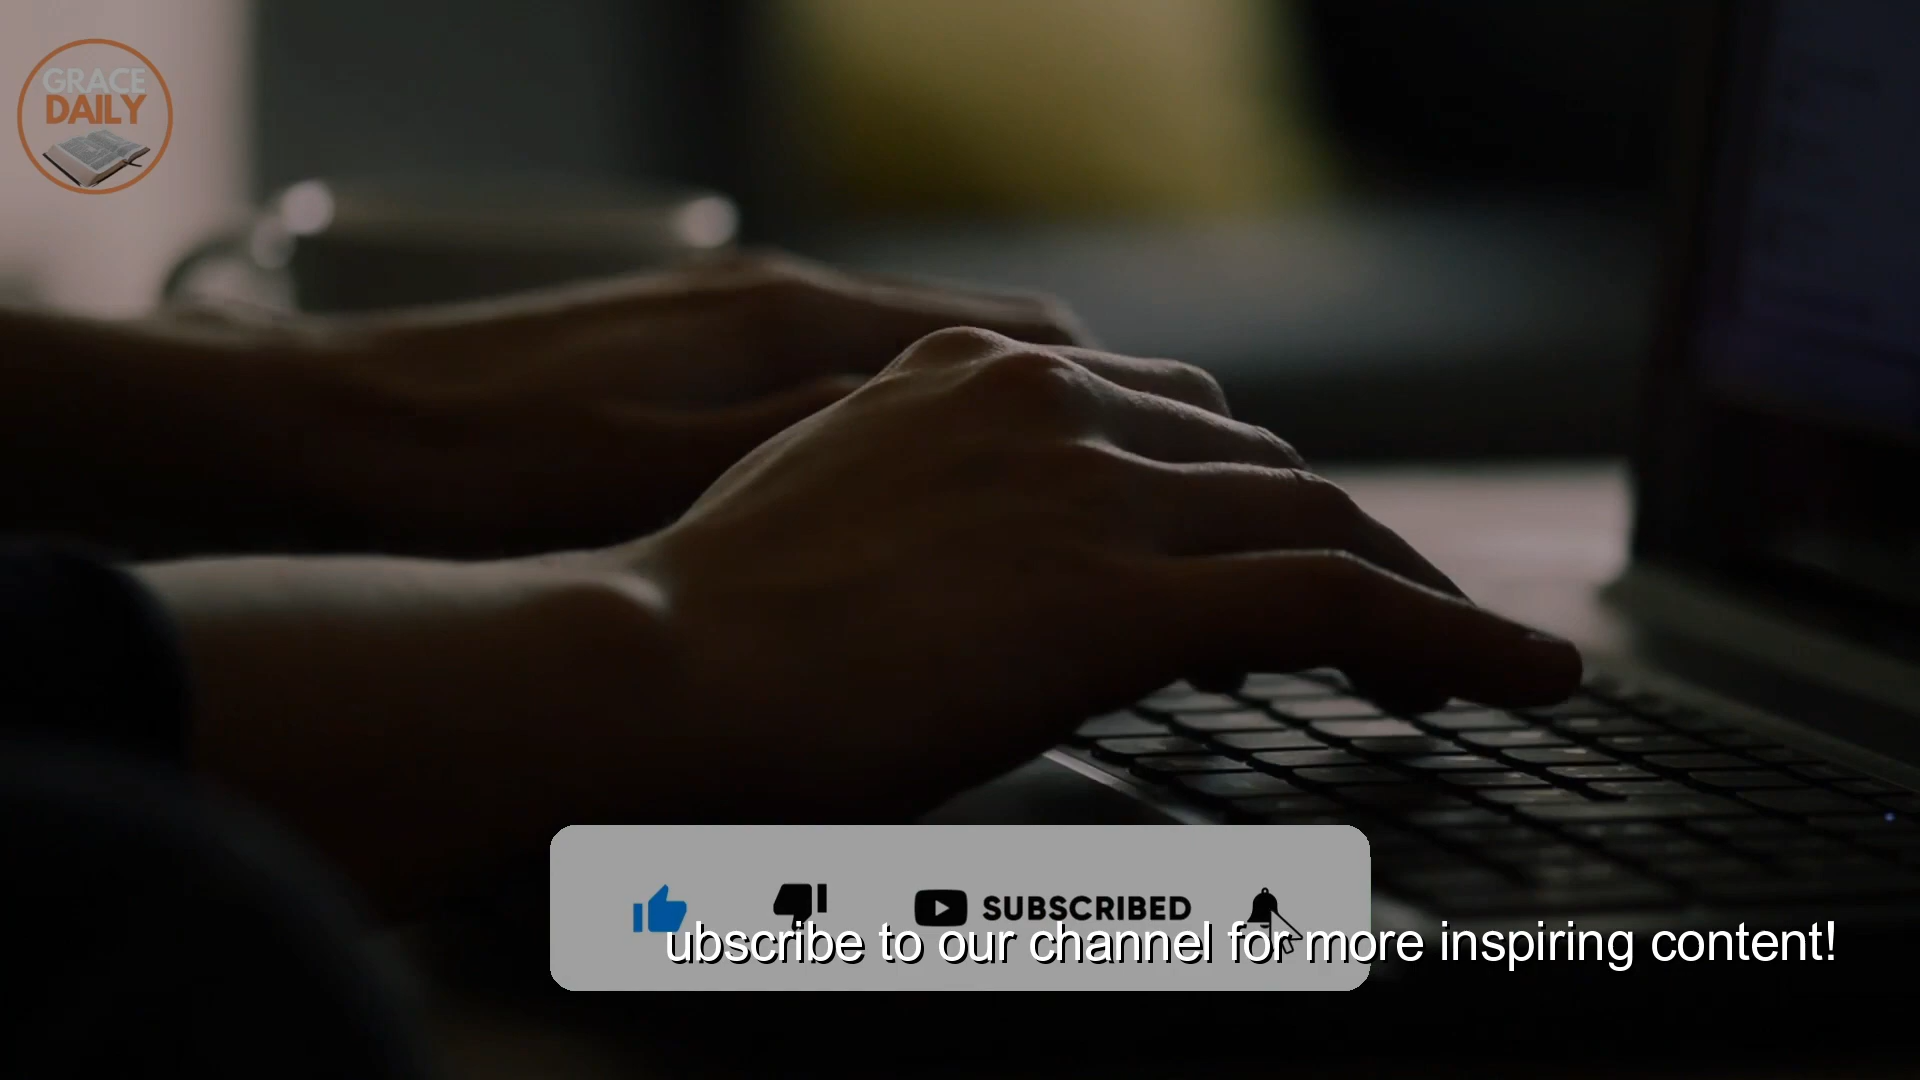 GRACE
DAILY
SUBSCRIBED
ubscribe to our channel for more inspiring content!